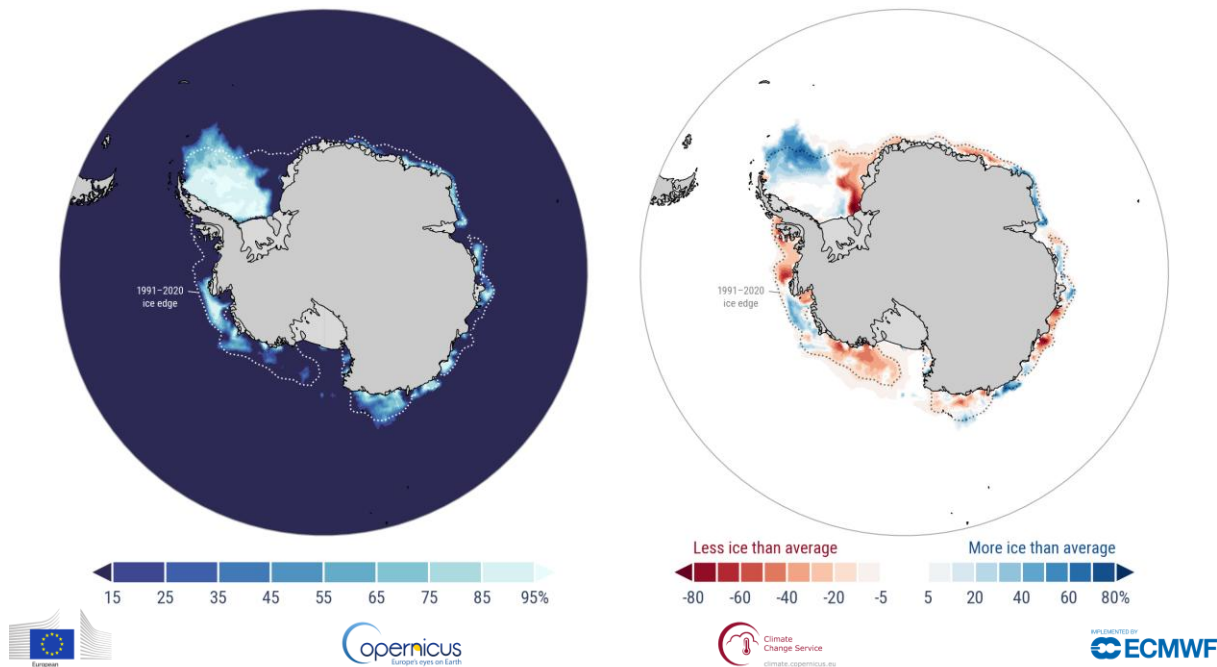 1991–2020
ice edge
1991–2020
ice edge
15 25 35 45 55 65 75 85 95%
Less ice than average
More ice than average
-80 -60 -40 -20 -5
5 20 40 60 80%
European
opernicus
Europe's eyes on Earth
Climate
Change Service
climate.copernicus.eu
IMPLEMENTED BY
ECMWF